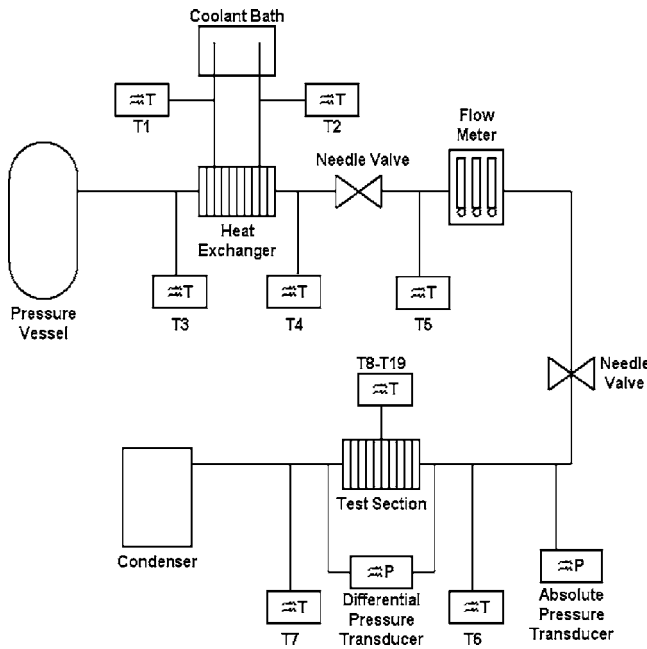 Coolant Bath
T
T1
T
T2
Flow
Meter
Needle Valve
Heat
Exchanger
Pressure
Vessel
T
T3
T
T4
T
T5
Needle
Valve
T8-T19
T
Test Section
Condenser
T
T7
P
Differential
Pressure
Transducer
T
T6
P
Absolute
Pressure
Transducer